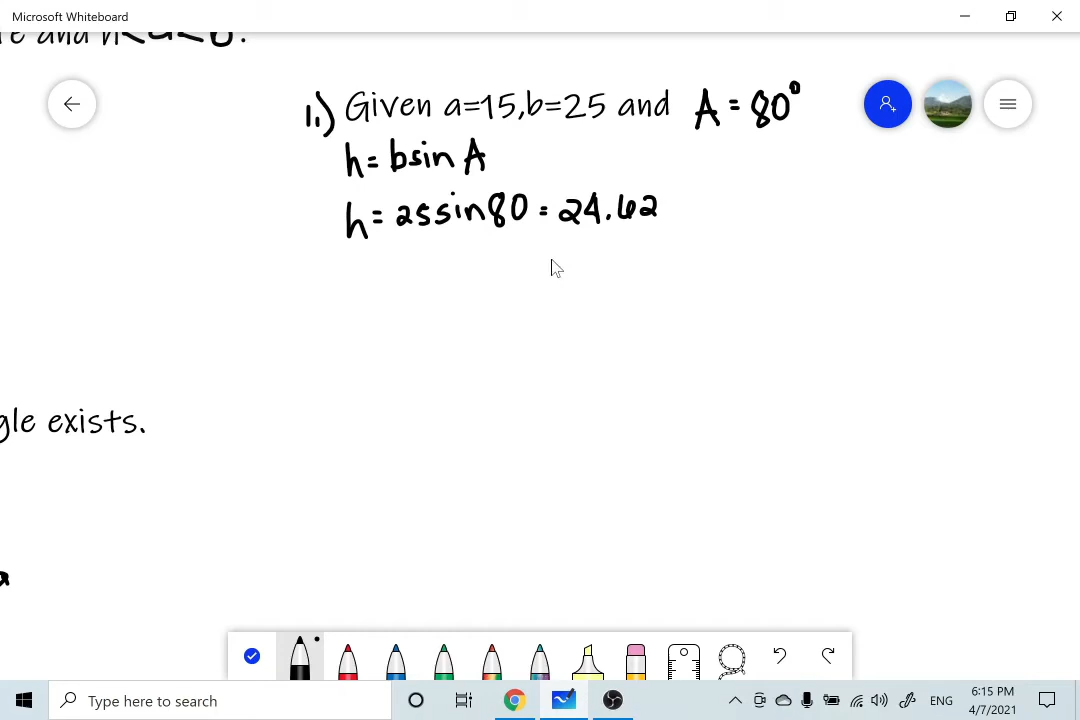 Microsoft Whiteboard
and h<a<b.
1.) Given a=15,b=25 and A = 80°
h= bsin A
h= 25sin80 = 24.62
exists.
Type here to search
ENG
6:15 PM
4/7/2021